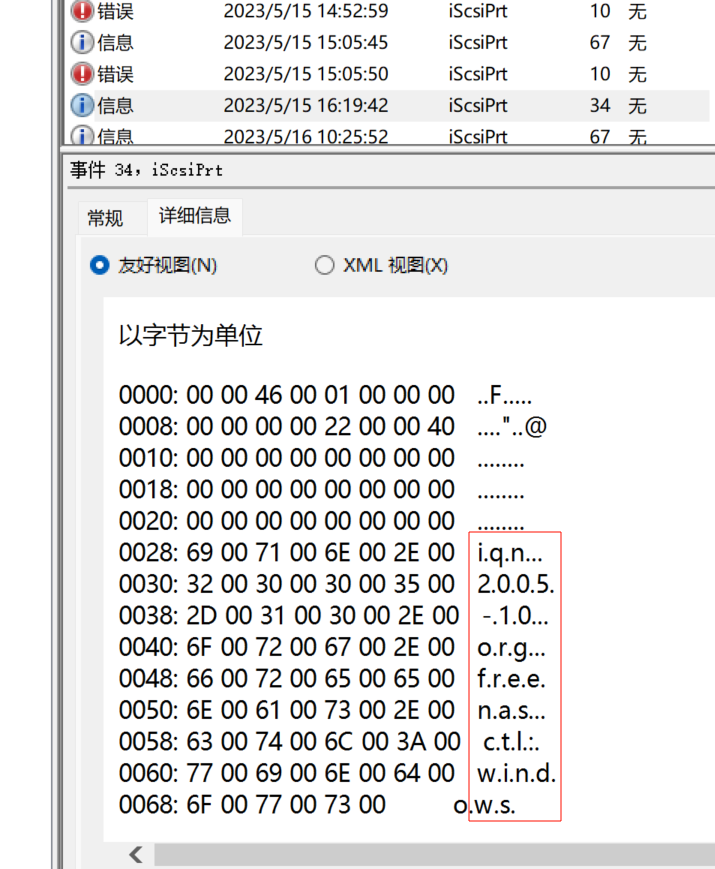 错误 2023/5/15 14:52:59 iScsiPrt 10 无
信息 2023/5/15 15:05:45 iScsiPrt 67 无
错误 2023/5/15 15:05:50 iScsiPrt 10 无
信息 2023/5/15 16:19:42 iScsiPrt 34 无
信息 2023/5/16 10:25:52 iScsiPrt 67 无
事件 34，iScsiPrt
常规 详细信息
友好视图(N) XML 视图(X)
以字节为单位
0000: 00 00 46 00 01 00 00 00 ..F.....
0008: 00 00 00 00 22 00 00 40 ...."..@
0010: 00 00 00 00 00 00 00 00 ........
0018: 00 00 00 00 00 00 00 00 ........
0020: 00 00 00 00 00 00 00 00 ........
0028: 69 00 71 00 6E 00 2E 00 i.q.n...
0030: 32 00 30 00 30 00 35 00 2.0.0.5.
0038: 2D 00 31 00 30 00 2E 00 -.1.0...
0040: 6F 00 72 00 67 00 2E 00 o.r.g...
0048: 66 00 72 00 65 00 65 00 f.r.e.e.
0050: 6E 00 61 00 73 00 2E 00 n.a.s...
0058: 63 00 74 00 6C 00 3A 00 c.t.l.:.
0060: 77 00 69 00 6E 00 64 00 w.i.n.d.
0068: 6F 00 77 00 73 00 o.w.s.